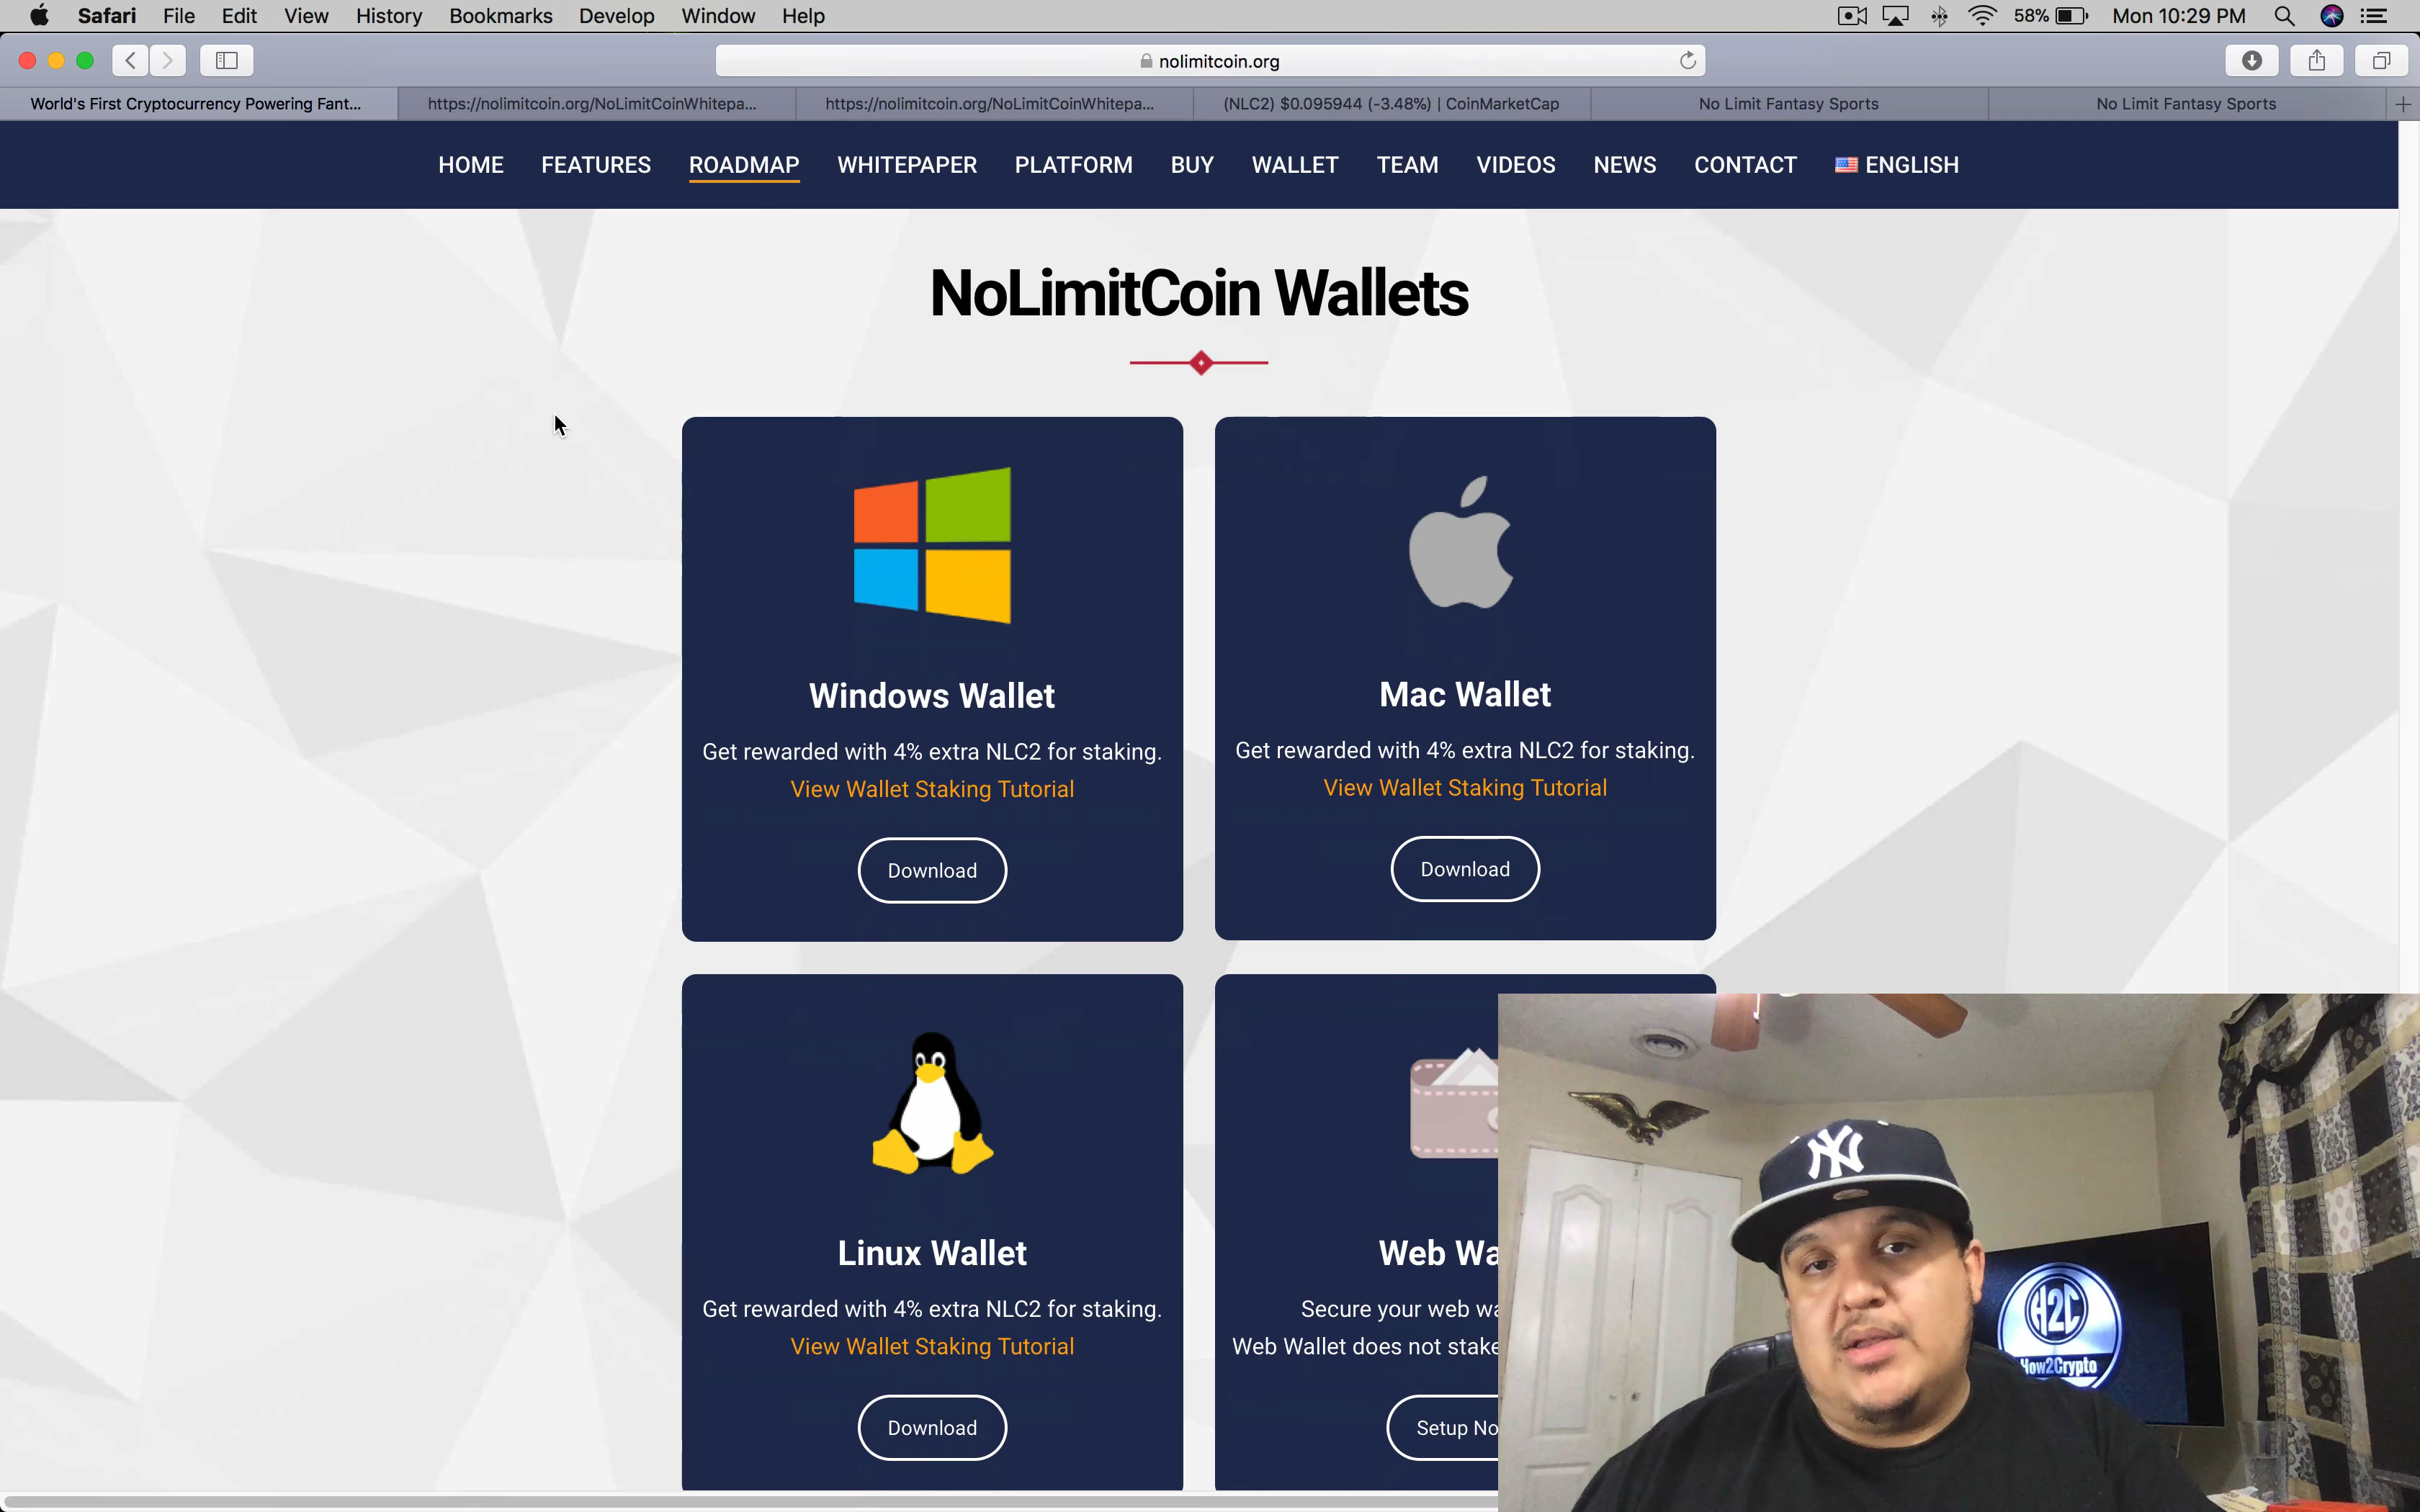 Safari File Edit View History Bookmarks Develop Window Help 58% Mon 10:29 PM
nolimitcoin.org
World's First Cryptocurrency Powering Fant... https://nolimitcoin.org/NoLimitCoinWhitepa... https://nolimitcoin.org/NoLimitCoinWhitepa... (NLC2) $0.095944 (-3.48%) | CoinMarketCap No Limit Fantasy Sports No Limit Fantasy Sports
HOME FEATURES ROADMAP WHITEPAPER PLATFORM BUY WALLET TEAM VIDEOS NEWS CONTACT ENGLISH
NoLimitCoin Wallets
Windows Wallet
Get rewarded with 4% extra NLC2 for staking.
View Wallet Staking Tutorial
Download
Mac Wallet
Get rewarded with 4% extra NLC2 for staking.
View Wallet Staking Tutorial
Download
Linux Wallet
Get rewarded with 4% extra NLC2 for staking.
View Wallet Staking Tutorial
Download
Web Wa
Secure your web wa
Web Wallet does not stake
Setup No
NY
H2C
How2Crypto